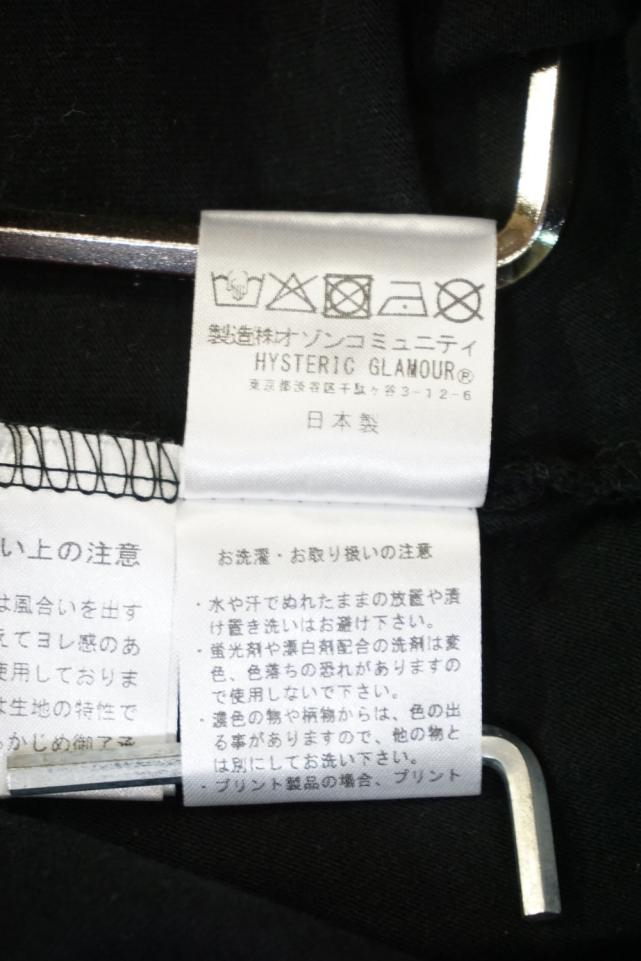 製造株オゾンコミュニティ
HYSTERIC GLAMOUR®
東京都渋谷区千駄ヶ谷3-12-6
日本製
い上の注意
は風合いを出す
えてヨレ感のあ
使用しておりま
は生地の特性で
らかじめ御了承
お洗濯・お取り扱いの注意
・水や汗でぬれたままの放置や漬
け置き洗いはお避け下さい。
・蛍光剤や漂白剤配合の洗剤は変
色、色落ちの恐れがありますの
で使用しないで下さい。
・濃色の物や柄物からは、色の出
る事がありますので、他の物と
は別にしてお洗い下さい。
・プリント製品の場合、プリント